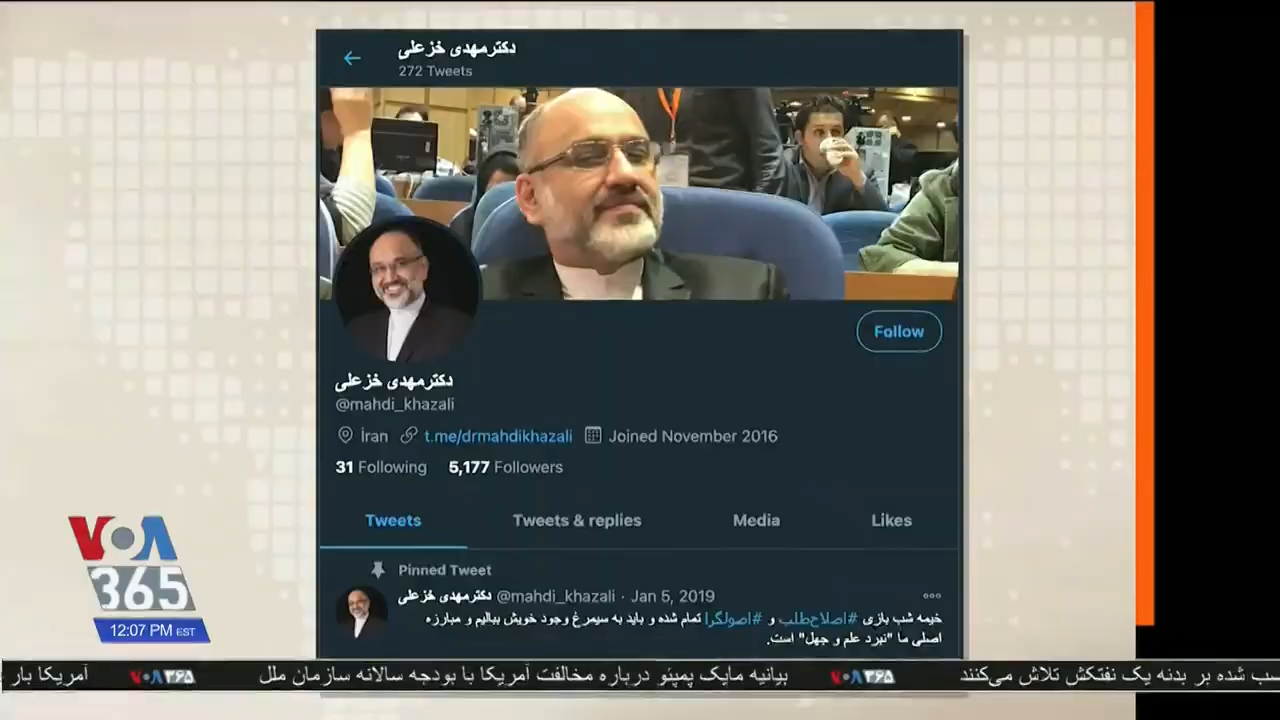 دکترمهدی خزعلی
272 Tweets
Follow
دکترمهدی خزعلی
@mahdi_khazali
Iran t.me/drmahdikhazali Joined November 2016
31 Following 5,177 Followers
Tweets Tweets & replies Media Likes
Pinned Tweet
دکترمهدی خزعلی @mahdi_khazali · Jan 5, 2019
خیمه شب بازی #اصلاح‌طلب و #اصولگرا تمام شده و باید به سیمرغ وجود خویش ببالیم و مبارزه
اصلی ما "نبرد علم و جهل" است.
VOA
365
12:07 PM EST
سب شده بر بدنه یک نفتکش تلاش می‌کنند VOA۳۶۵ بیانیه مایک پمپئو درباره مخالفت آمریکا با بودجه سالانه سازمان ملل VOA۳۶۵ آمریکا بار